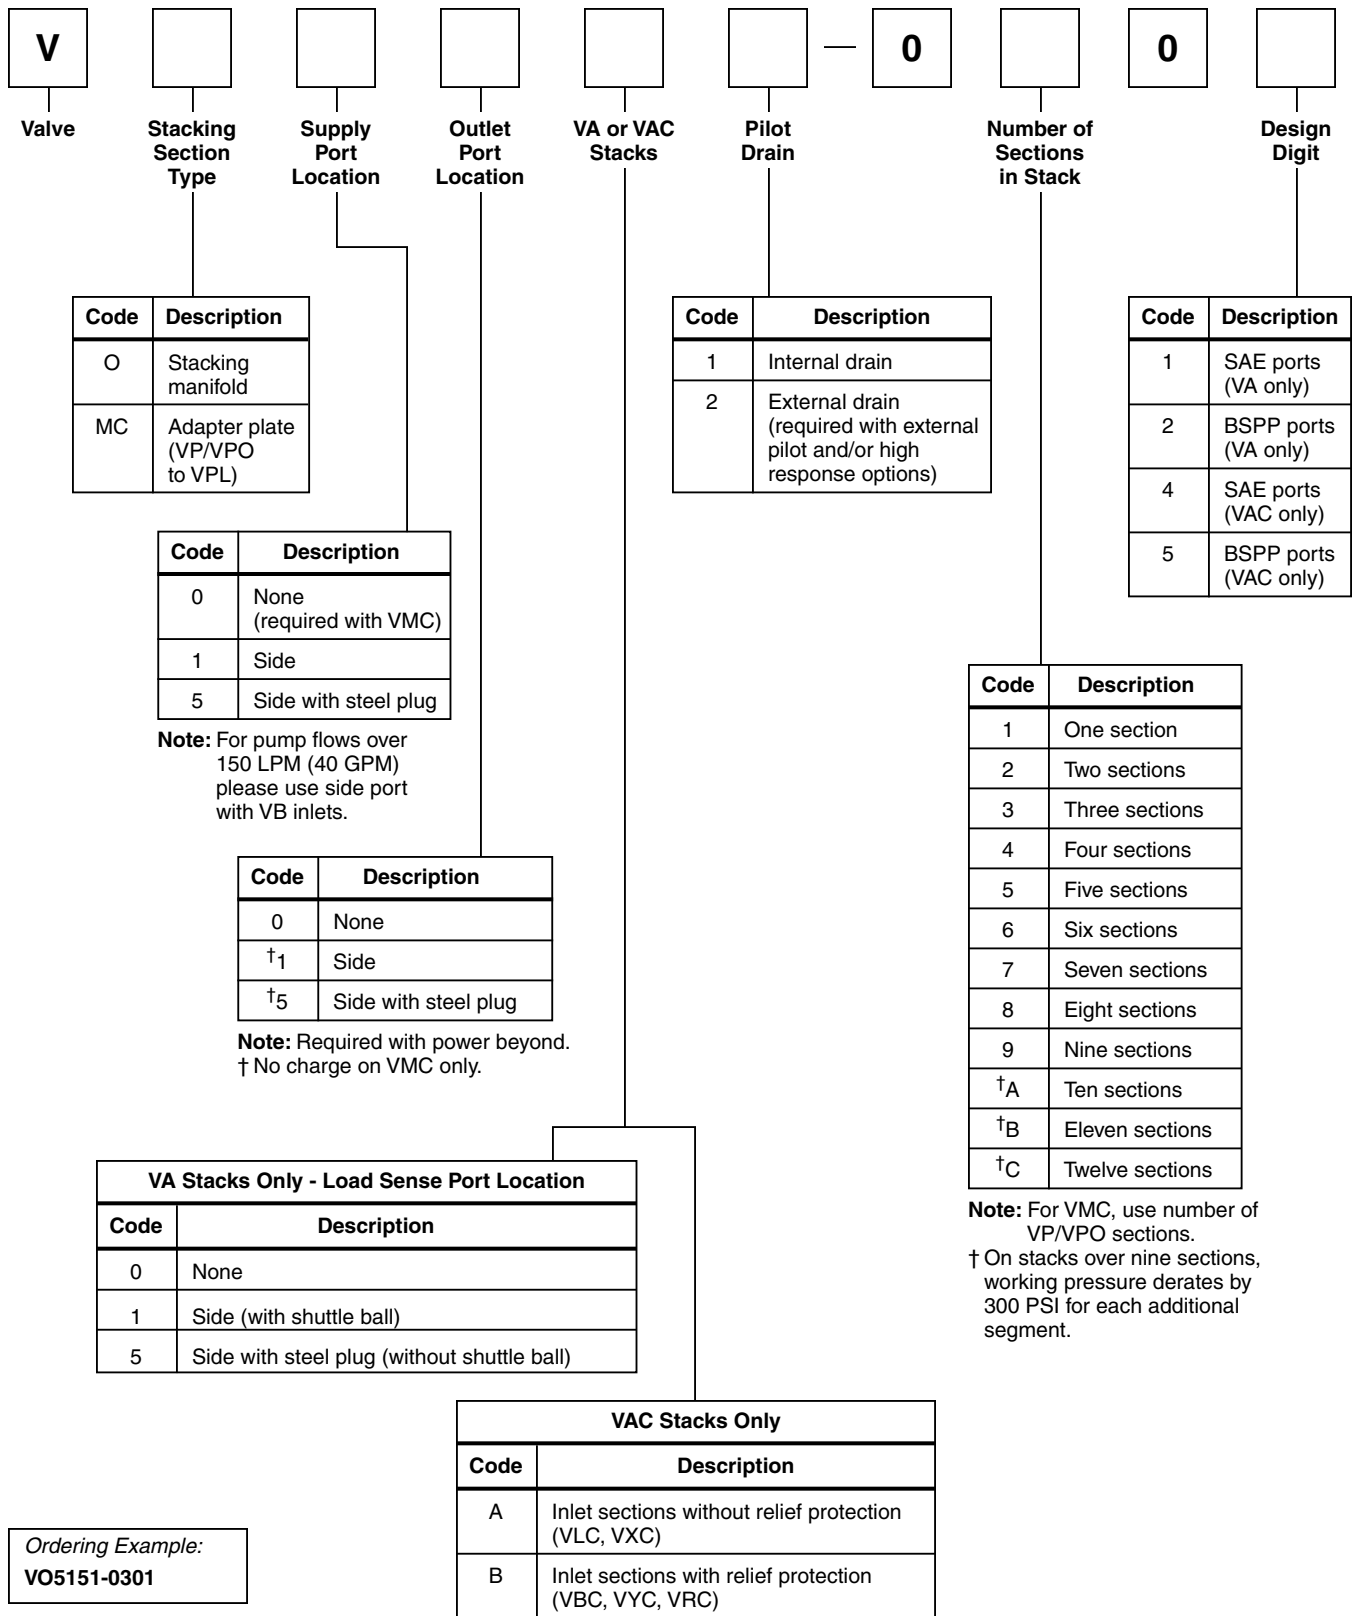 V — 0 0
Valve
Stacking
Section
Type
Supply
Port
Location
Outlet
Port
Location
VA or VAC
Stacks
Pilot
Drain
Number of
Sections
in Stack
Design
Digit
Code Description
O Stacking
manifold
MC Adapter plate
(VP/VPO
to VPL)
Code Description
1 Internal drain
2 External drain
(required with external
pilot and/or high
response options)
Code Description
1 SAE ports
(VA only)
2 BSPP ports
(VA only)
4 SAE ports
(VAC only)
5 BSPP ports
(VAC only)
Code Description
0 None
(required with VMC)
1 Side
5 Side with steel plug
Note: For pump flows over
150 LPM (40 GPM)
please use side port
with VB inlets.
Code Description
0 None
†1 Side
†5 Side with steel plug
Note: Required with power beyond.
† No charge on VMC only.
Code Description
1 One section
2 Two sections
3 Three sections
4 Four sections
5 Five sections
6 Six sections
7 Seven sections
8 Eight sections
9 Nine sections
†A Ten sections
†B Eleven sections
†C Twelve sections
Note: For VMC, use number of
VP/VPO sections.
† On stacks over nine sections,
working pressure derates by
300 PSI for each additional
segment.
VA Stacks Only - Load Sense Port Location
Code Description
0 None
1 Side (with shuttle ball)
5 Side with steel plug (without shuttle ball)
VAC Stacks Only
Code Description
A Inlet sections without relief protection
(VLC, VXC)
B Inlet sections with relief protection
(VBC, VYC, VRC)
Ordering Example:
VO5151-0301